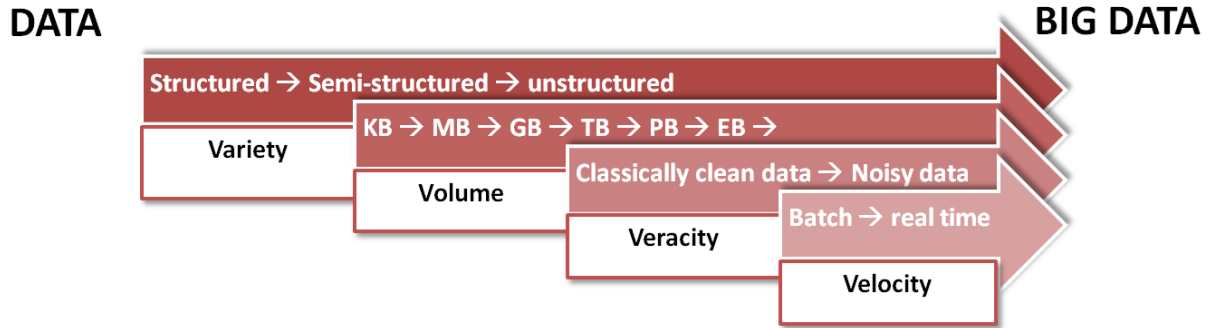 DATA
BIG DATA
Structured → Semi-structured → unstructured
Variety
KB → MB → GB → TB → PB → EB →
Volume
Classically clean data → Noisy data
Veracity
Batch → real time
Velocity